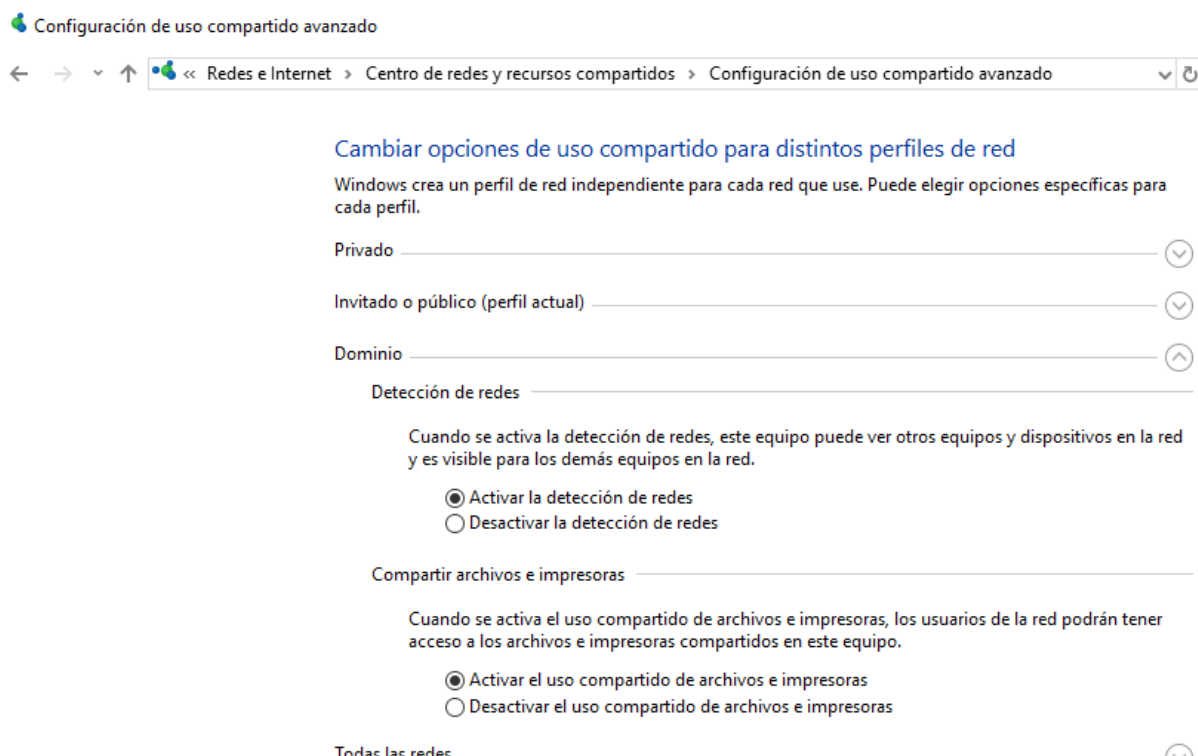 Configuración de uso compartido avanzado
« Redes e Internet > Centro de redes y recursos compartidos > Configuración de uso compartido avanzado
Cambiar opciones de uso compartido para distintos perfiles de red
Windows crea un perfil de red independiente para cada red que use. Puede elegir opciones específicas para
cada perfil.
Privado
Invitado o público (perfil actual)
Dominio
Detección de redes
Cuando se activa la detección de redes, este equipo puede ver otros equipos y dispositivos en la red
y es visible para los demás equipos en la red.
Activar la detección de redes
Desactivar la detección de redes
Compartir archivos e impresoras
Cuando se activa el uso compartido de archivos e impresoras, los usuarios de la red podrán tener
acceso a los archivos e impresoras compartidos en este equipo.
Activar el uso compartido de archivos e impresoras
Desactivar el uso compartido de archivos e impresoras
Todas las redes